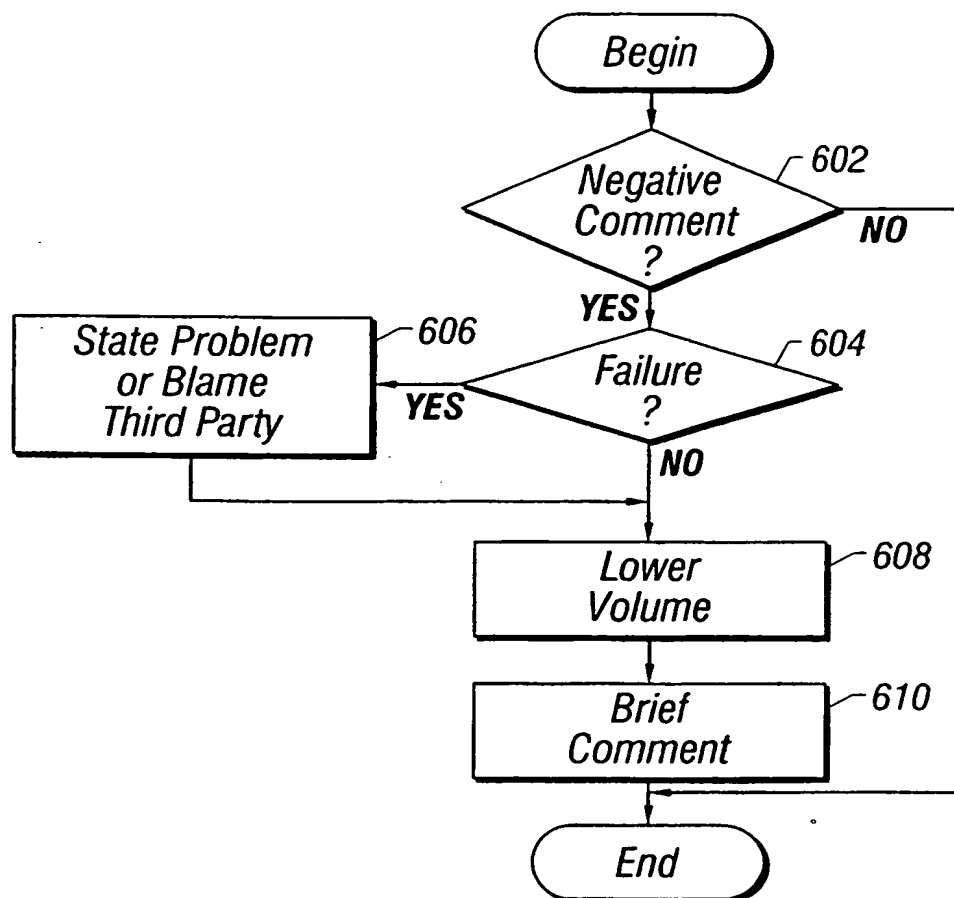 Begin
602
Negative
Comment
?
NO
YES
604
Failure
?
YES
NO
606
State Problem
or Blame
Third Party
Lower
Volume
608
Brief
Comment
610
End